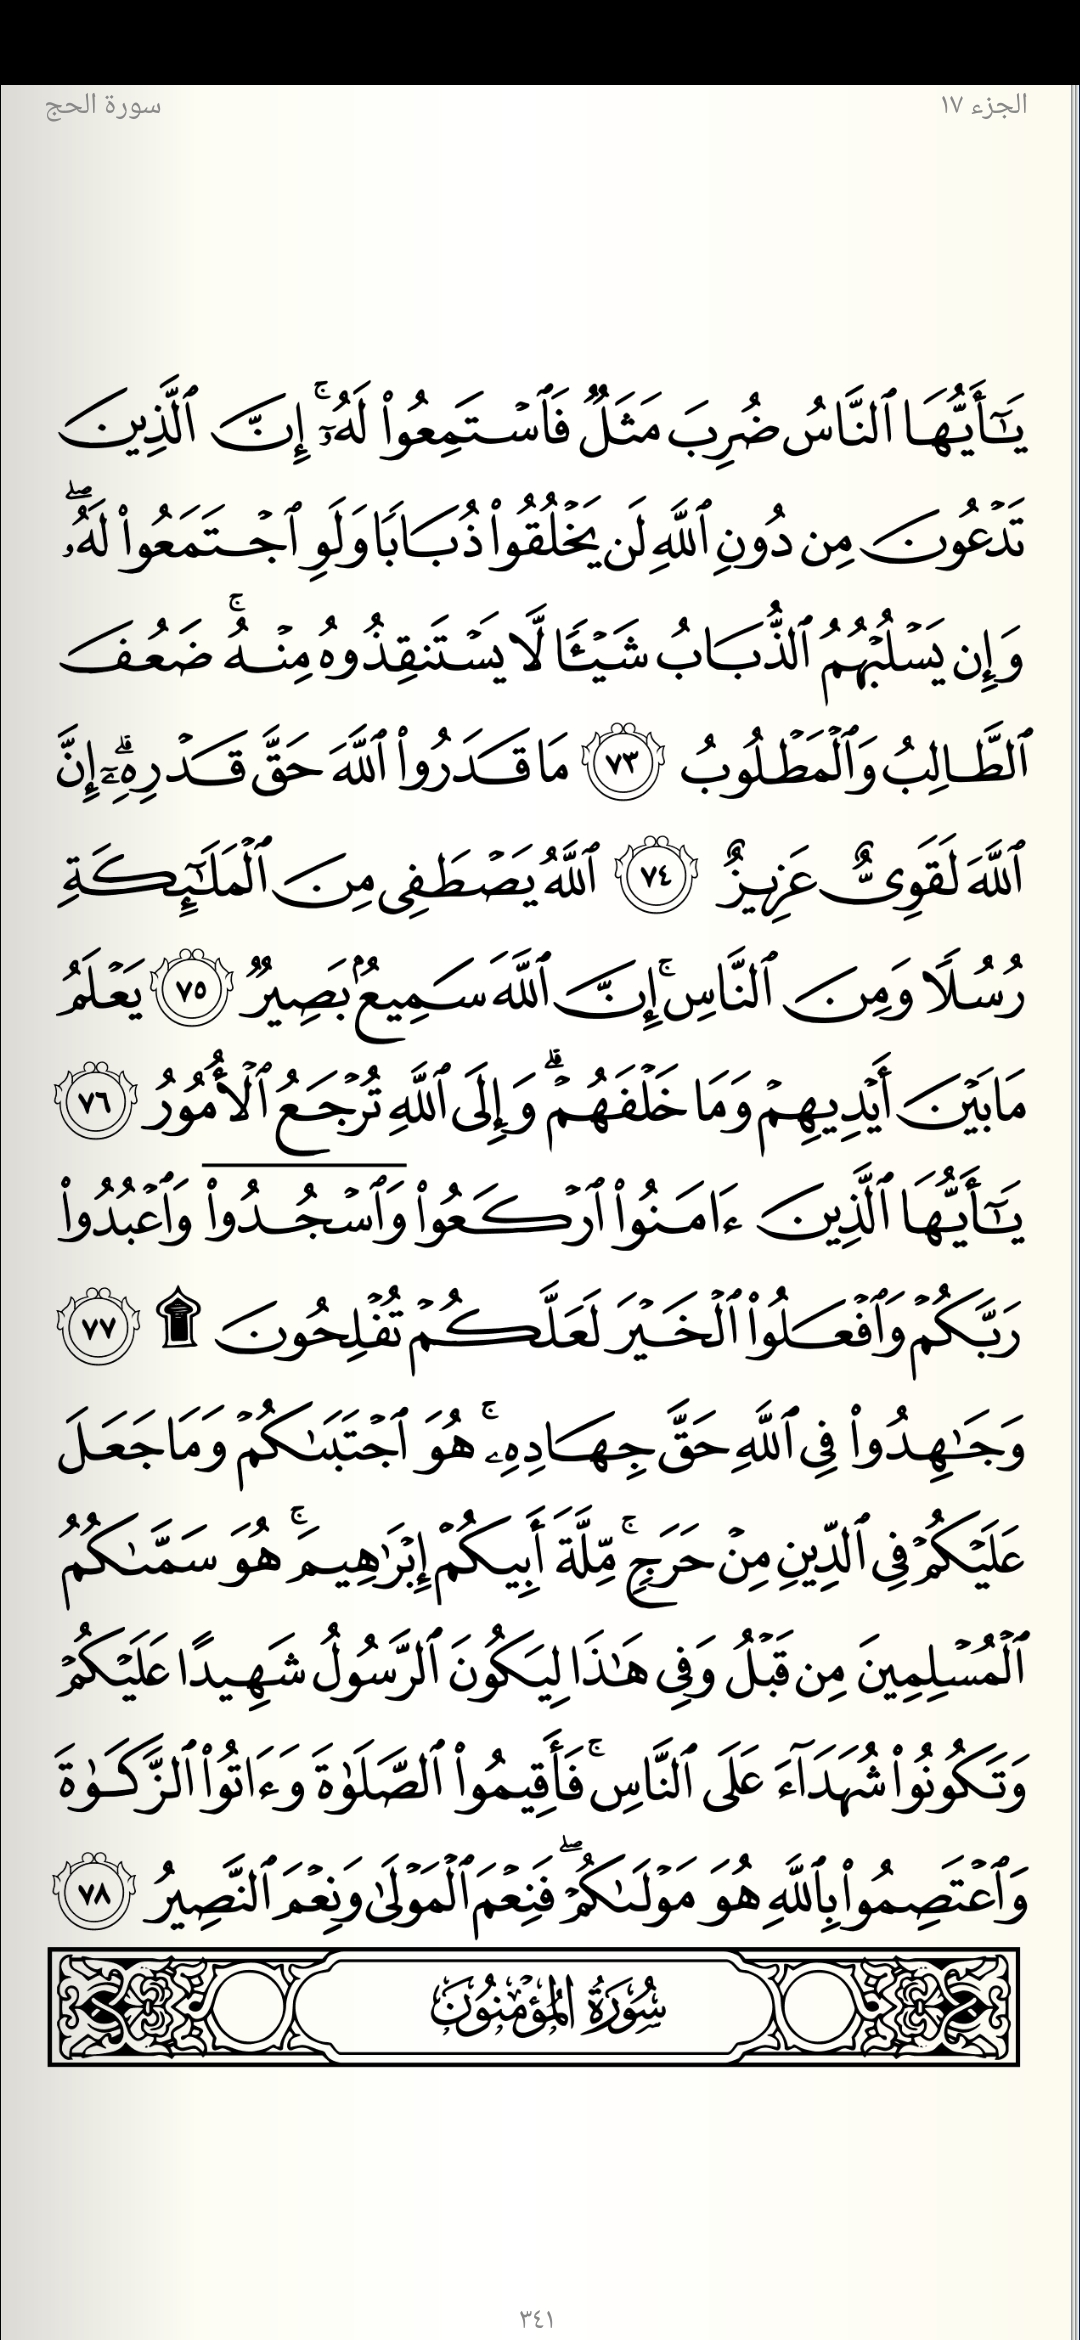 الجزء ١٧
سورة الحج
يَـٰٓأَيُّهَا ٱلنَّاسُ ضُرِبَ مَثَلٌ فَٱسْتَمِعُوا۟ لَهُۥٓ ۚ إِنَّ ٱلَّذِينَ
تَدْعُونَ مِن دُونِ ٱللَّهِ لَن يَخْلُقُوا۟ ذُبَابًا وَلَوِ ٱجْتَمَعُوا۟ لَهُۥ ۖ
وَإِن يَسْلُبْهُمُ ٱلذُّبَابُ شَيْـًٔا لَّا يَسْتَنقِذُوهُ مِنْهُ ۚ ضَعُفَ
ٱلطَّالِبُ وَٱلْمَطْلُوبُ ٧٣ مَا قَدَرُوا۟ ٱللَّهَ حَقَّ قَدْرِهِۦٓ ۗ إِنَّ
ٱللَّهَ لَقَوِىٌّ عَزِيزٌ ٧٤ ٱللَّهُ يَصْطَفِى مِنَ ٱلْمَلَـٰٓئِكَةِ
رُسُلًا وَمِنَ ٱلنَّاسِ ۚ إِنَّ ٱللَّهَ سَمِيعٌۢ بَصِيرٌ ٧٥ يَعْلَمُ
مَا بَيْنَ أَيْدِيهِمْ وَمَا خَلْفَهُمْ ۗ وَإِلَى ٱللَّهِ تُرْجَعُ ٱلْأُمُورُ ٧٦
يَـٰٓأَيُّهَا ٱلَّذِينَ ءَامَنُوا۟ ٱرْكَعُوا۟ وَٱسْجُدُوا۟ وَٱعْبُدُوا۟
رَبَّكُمْ وَٱفْعَلُوا۟ ٱلْخَيْرَ لَعَلَّكُمْ تُفْلِحُونَ ۩ ٧٧
وَجَـٰهِدُوا۟ فِى ٱللَّهِ حَقَّ جِهَادِهِۦ ۚ هُوَ ٱجْتَبَىٰكُمْ وَمَا جَعَلَ
عَلَيْكُمْ فِى ٱلدِّينِ مِنْ حَرَجٍ ۚ مِّلَّةَ أَبِيكُمْ إِبْرَٰهِيمَ ۚ هُوَ سَمَّىٰكُمُ
ٱلْمُسْلِمِينَ مِن قَبْلُ وَفِى هَـٰذَا لِيَكُونَ ٱلرَّسُولُ شَهِيدًا عَلَيْكُمْ
وَتَكُونُوا۟ شُهَدَآءَ عَلَى ٱلنَّاسِ ۚ فَأَقِيمُوا۟ ٱلصَّلَوٰةَ وَءَاتُوا۟ ٱلزَّكَوٰةَ
وَٱعْتَصِمُوا۟ بِٱللَّهِ هُوَ مَوْلَىٰكُمْ ۖ فَنِعْمَ ٱلْمَوْلَىٰ وَنِعْمَ ٱلنَّصِيرُ ٧٨
سُورَةُ المُؤْمِنُونَ
٣٤١